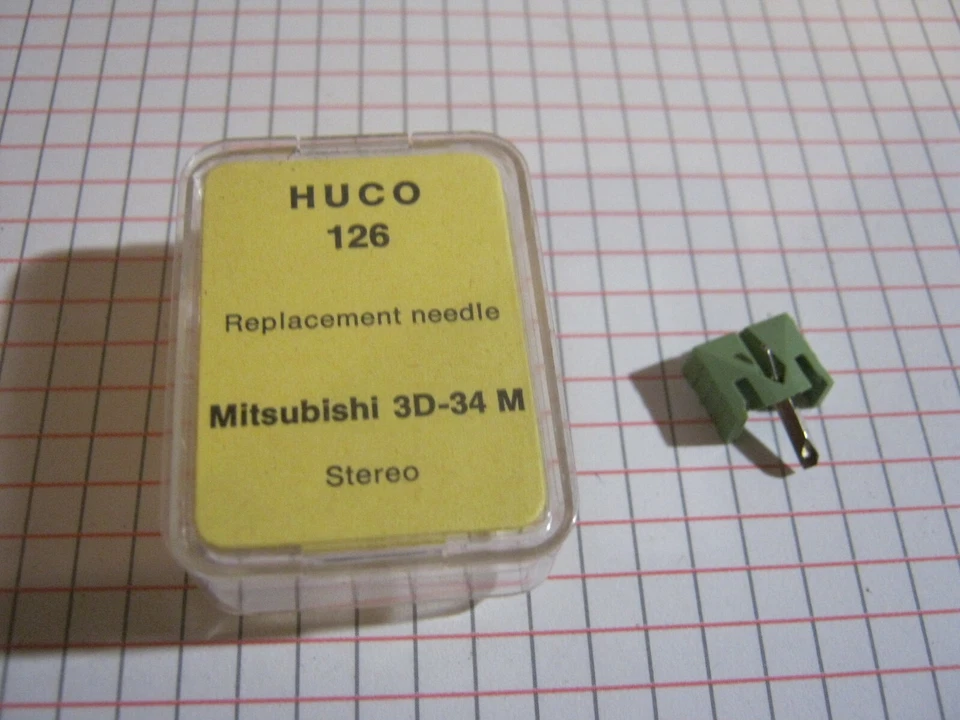 HUCO
126
Replacement needle
Mitsubishi 3D-34 M
Stereo